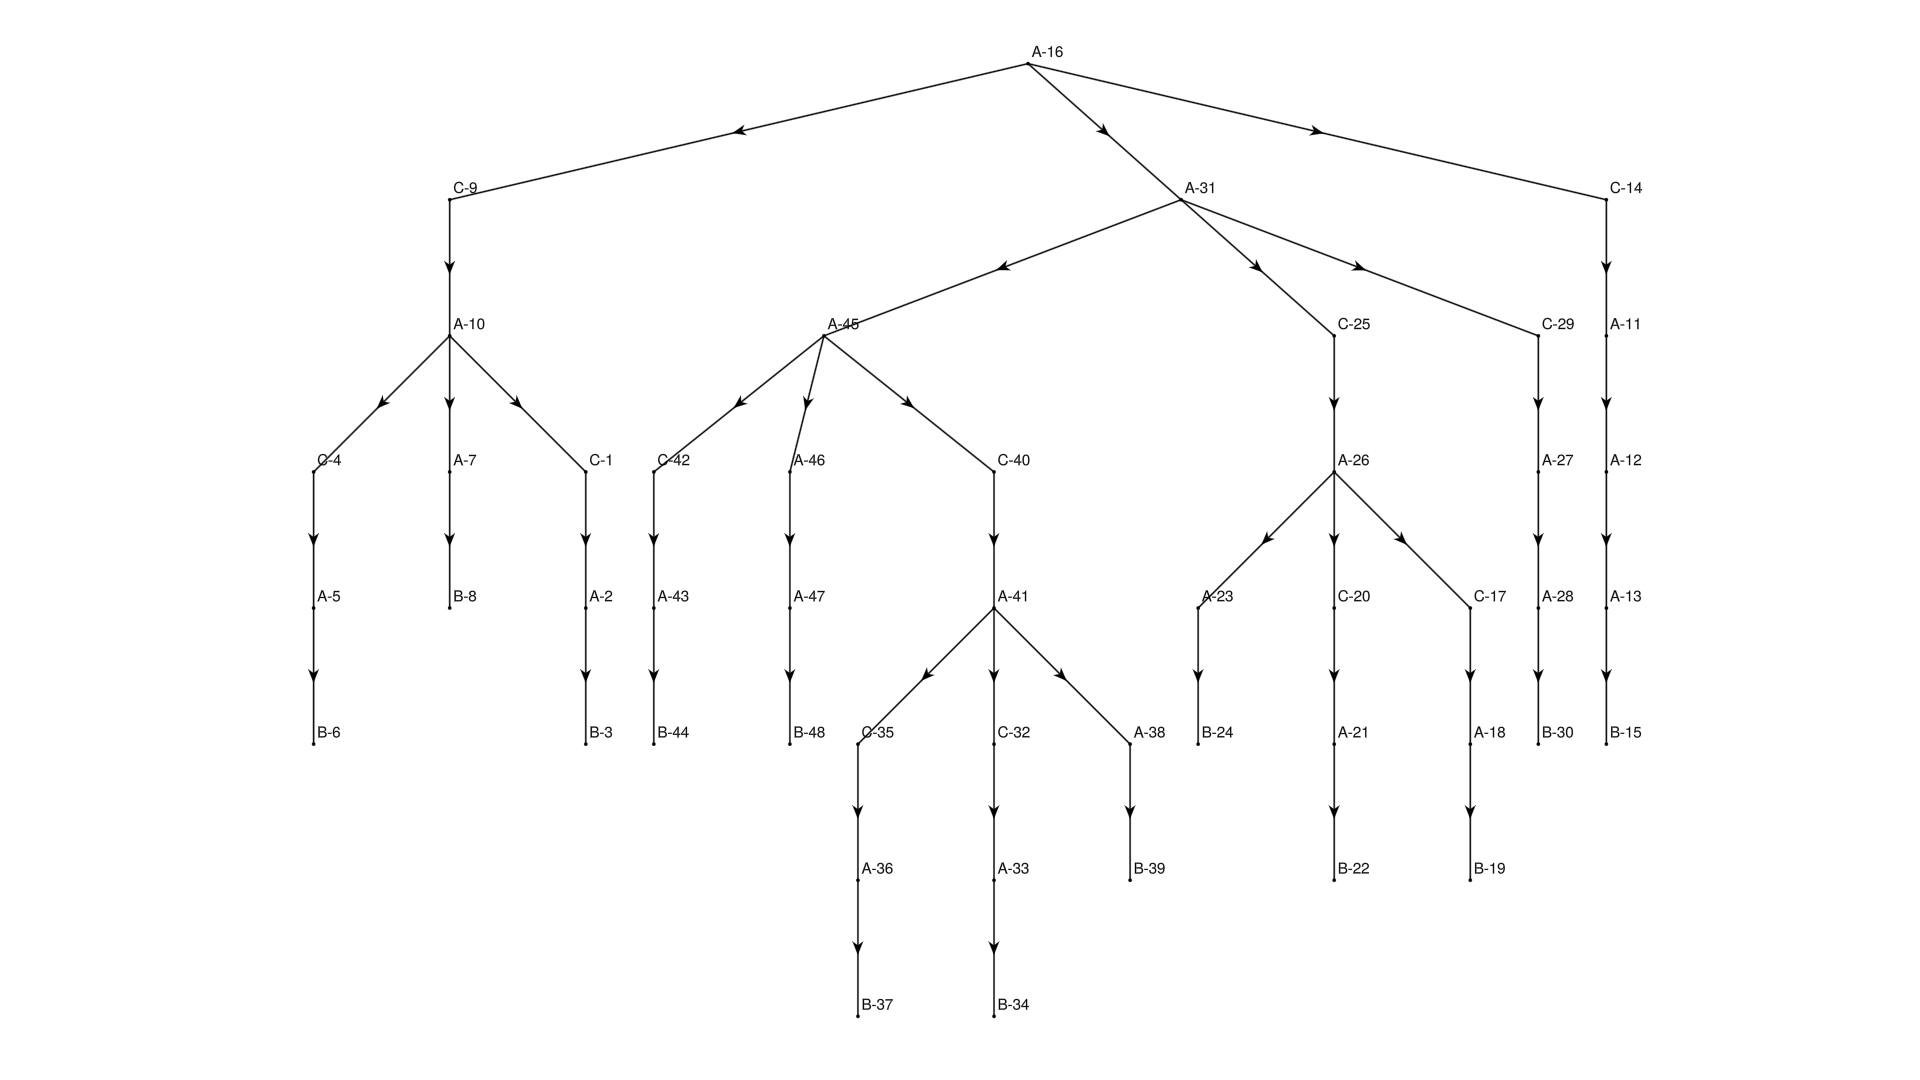 A-16
C-9 A-31 C-14
A-10 A-45 C-25 C-29 A-11
C-4 A-7 C-1 C-42 A-46 C-40 A-26 A-27 A-12
A-5 B-8 A-2 A-43 A-47 A-41 A-23 C-20 C-17 A-28 A-13
B-6 B-3 B-44 B-48 C-35 C-32 A-38 B-24 A-21 A-18 B-30 B-15
A-36 A-33 B-39 B-22 B-19
B-37 B-34